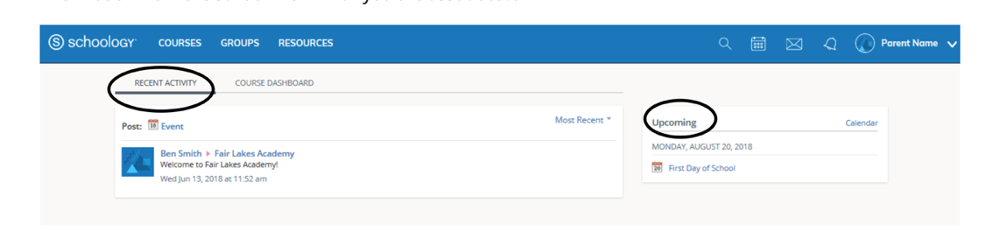 schoology COURSES GROUPS RESOURCES Parent Name
RECENT ACTIVITY COURSE DASHBOARD
Post: Event Most Recent
Ben Smith Fair Lakes Academy
Welcome to Fair Lakes Academy!
Wed Jun 13, 2018 at 11:52 am
Upcoming Calendar
MONDAY, AUGUST 20, 2018
20 First Day of School